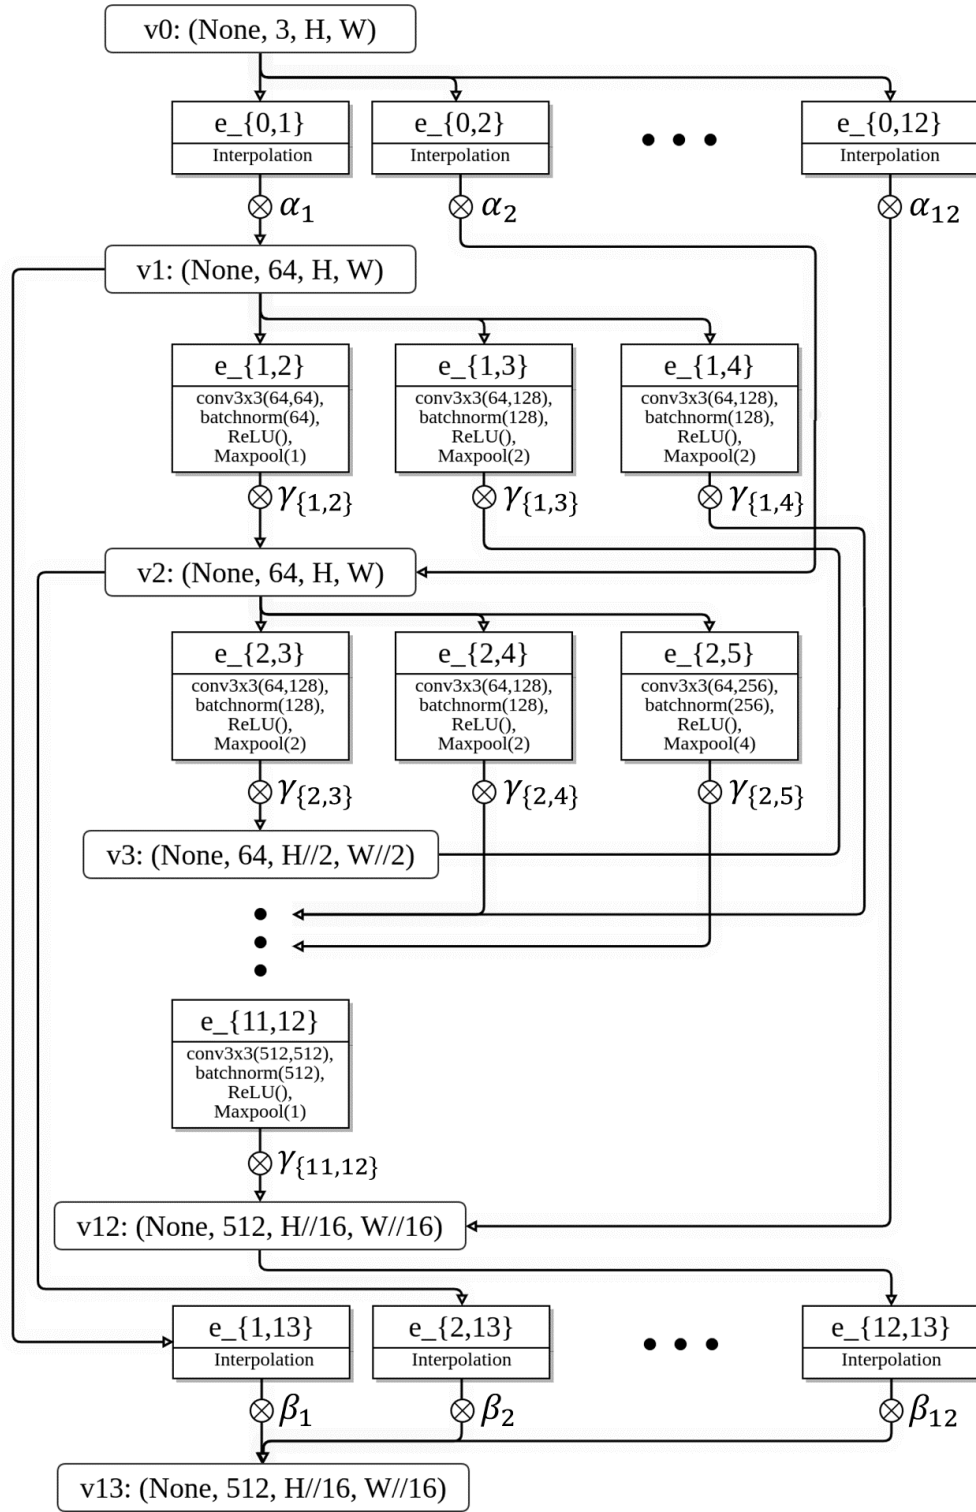 v0: (None, 3, H, W)
e_{0,1}
Interpolation
e_{0,2}
Interpolation
e_{0,12}
Interpolation
α₁
α₂
α₁₂
v1: (None, 64, H, W)
e_{1,2}
conv3x3(64,64),
batchnorm(64),
ReLU(),
Maxpool(1)
e_{1,3}
conv3x3(64,128),
batchnorm(128),
ReLU(),
Maxpool(2)
e_{1,4}
conv3x3(64,128),
batchnorm(128),
ReLU(),
Maxpool(2)
γ{1,2}
γ{1,3}
γ{1,4}
v2: (None, 64, H, W)
e_{2,3}
conv3x3(64,128),
batchnorm(128),
ReLU(),
Maxpool(2)
e_{2,4}
conv3x3(64,128),
batchnorm(128),
ReLU(),
Maxpool(2)
e_{2,5}
conv3x3(64,256),
batchnorm(256),
ReLU(),
Maxpool(4)
γ{2,3}
γ{2,4}
γ{2,5}
v3: (None, 64, H//2, W//2)
e_{11,12}
conv3x3(512,512),
batchnorm(512),
ReLU(),
Maxpool(1)
γ{11,12}
v12: (None, 512, H//16, W//16)
e_{1,13}
Interpolation
e_{2,13}
Interpolation
e_{12,13}
Interpolation
β₁
β₂
β₁₂
v13: (None, 512, H//16, W//16)